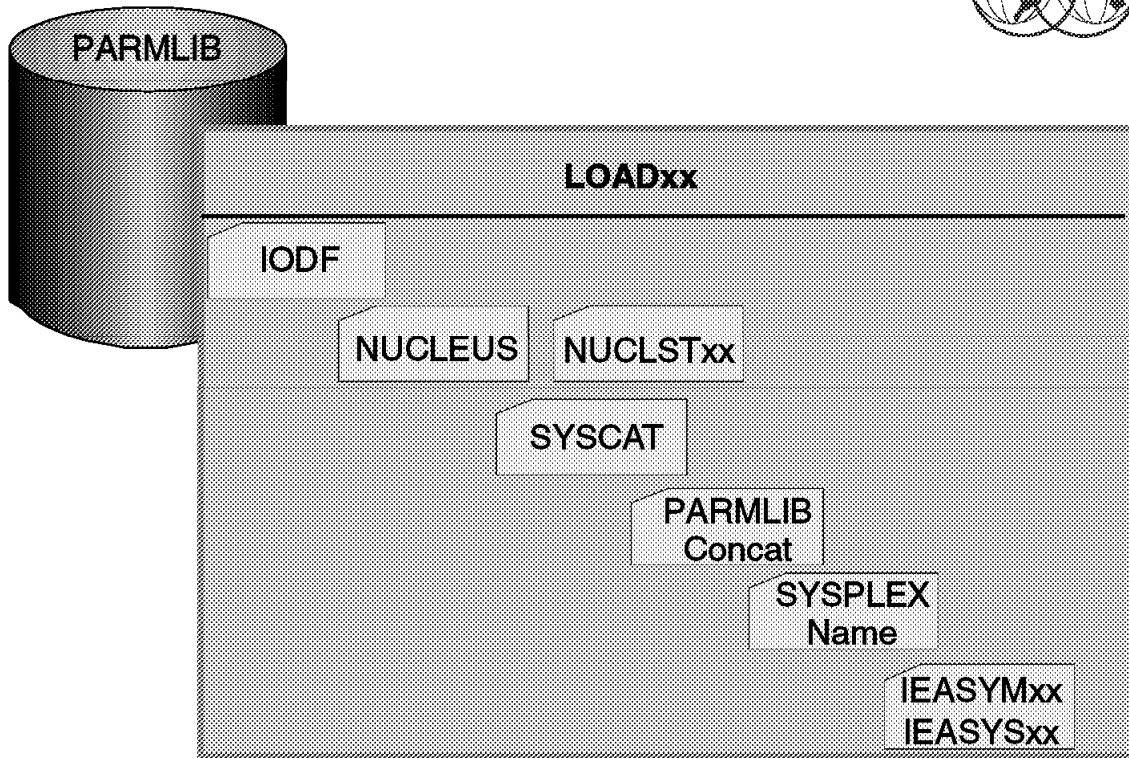 PARMLIB
LOADxx
IODF
NUCLEUS
NUCLSTxx
SYSCAT
PARMLIB
Concat
SYSPLEX
Name
IEASYMxx
IEASYSxx